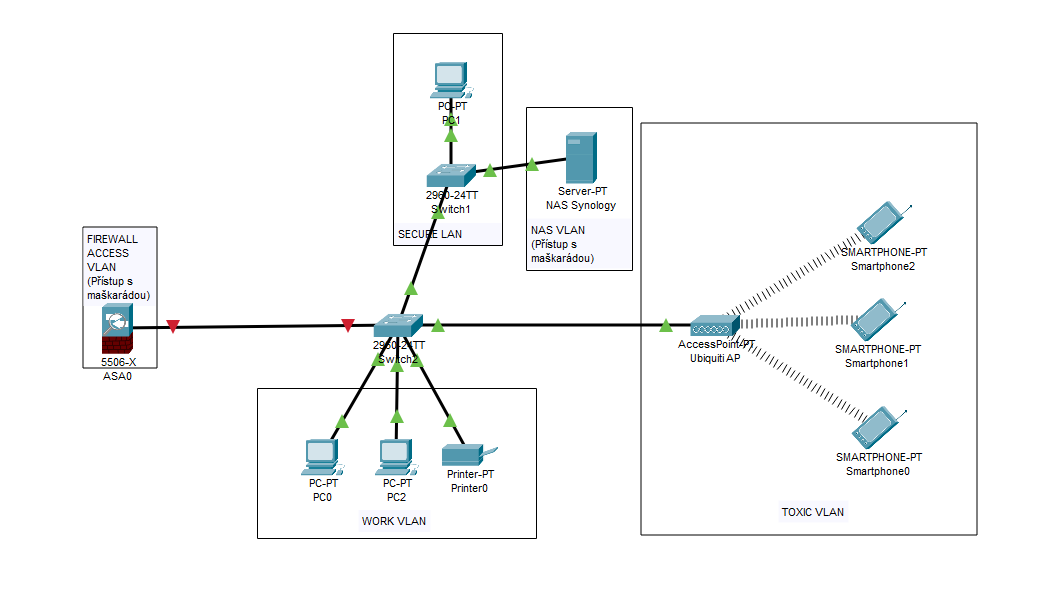 PC-PT
PC1
2960-24TT
Switch1
SECURE LAN
Server-PT
NAS Synology
NAS VLAN
(Přístup s
maškarádou)
FIREWALL
ACCESS
VLAN
(Přístup s
maškarádou)
5506-X
ASA0
2960-24TT
Switch2
AccessPoint-PT
Ubiquiti AP
SMARTPHONE-PT
Smartphone2
SMARTPHONE-PT
Smartphone1
SMARTPHONE-PT
Smartphone0
TOXIC VLAN
PC-PT
PC0
PC-PT
PC2
Printer-PT
Printer0
WORK VLAN